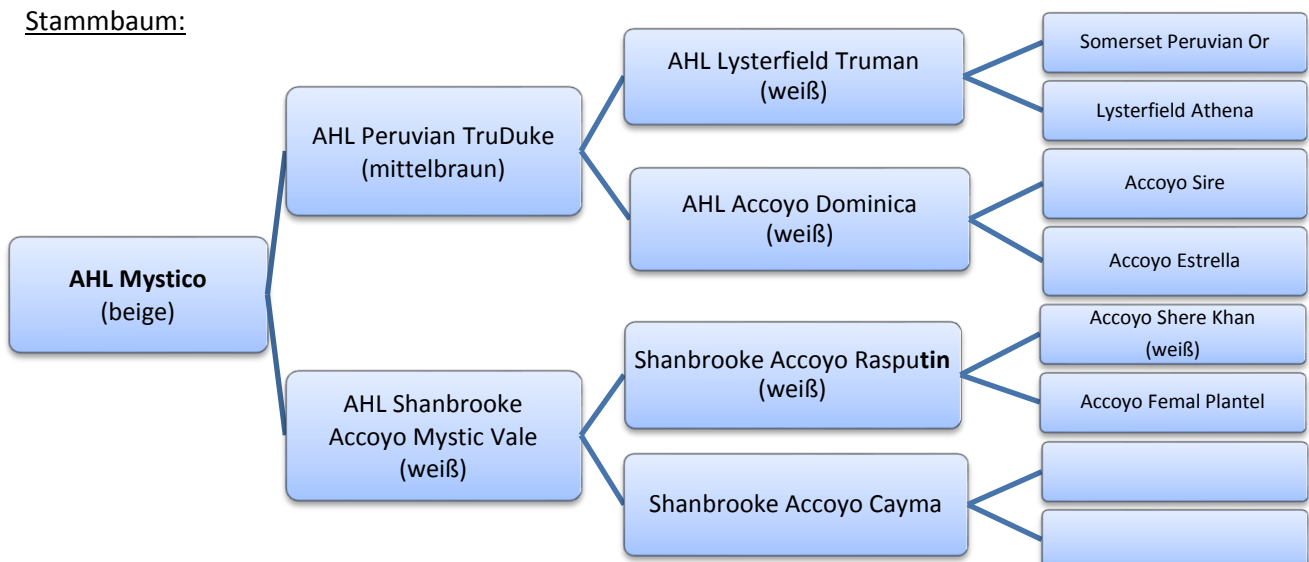 Stammbaum:
AHL Mystico
(beige)
AHL Peruvian TruDuke
(mittelbraun)
AHL Shanbrooke
Accoyo Mystic Vale
(weiß)
AHL Lysterfield Truman
(weiß)
AHL Accoyo Dominica
(weiß)
Shanbrooke Accoyo Rasputin
(weiß)
Shanbrooke Accoyo Cayma
Somerset Peruvian Or
Lysterfield Athena
Accoyo Sire
Accoyo Estrella
Accoyo Shere Khan
(weiß)
Accoyo Femal Plantel